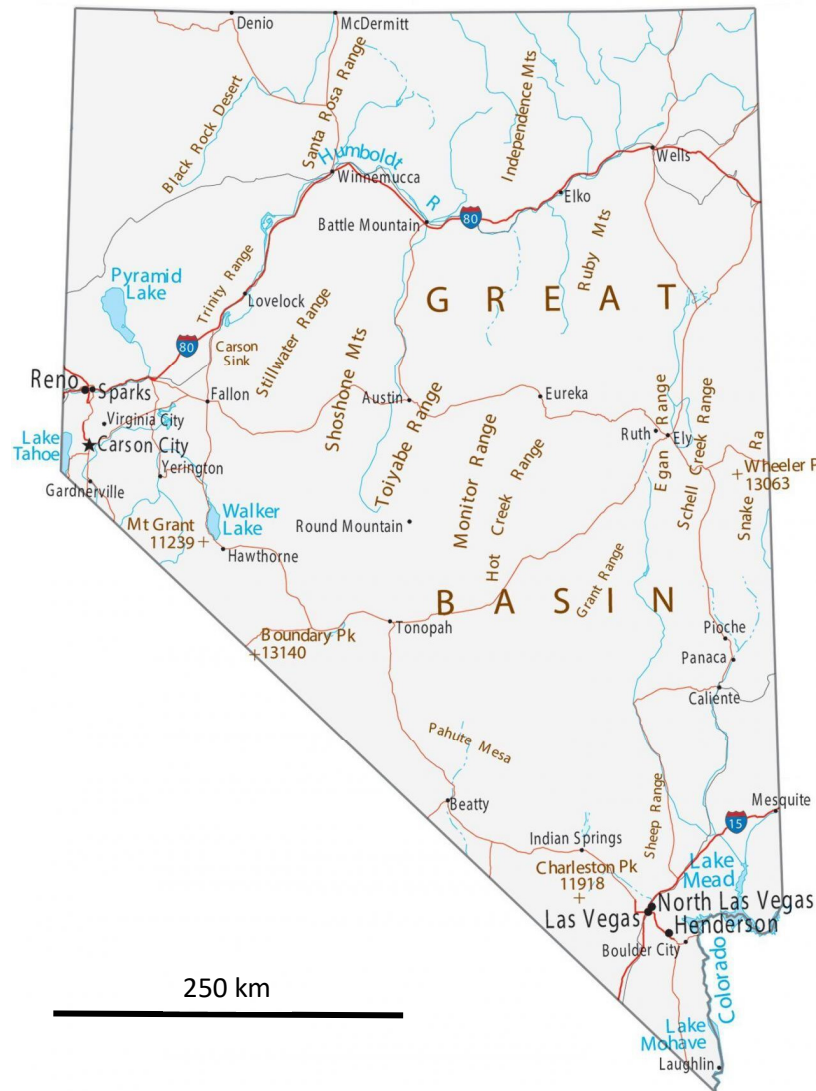 Denio
McDermitt
Black Rock Desert
Santa Rosa Range
Independence Mts
Humboldt
R
Winnemucca
Wells
Elko
80
Battle Mountain
Ruby Mts
Pyramid
Lake
Trinity Range
Lovelock
GREAT
80
Carson
Sink
Stillwater Range
Shoshone Mts
Reno
Sparks
Fallon
Austin
Eureka
Virginia City
Lake
Tahoe
Carson City
Toiyabe Range
Monitor Range
Hot Creek Range
Ruth
Ely
Egan Range
Schell Creek Range
Snake Ra
Wheeler P
13063
Yerington
Gardnerville
Walker
Lake
Mt Grant
11239
Round Mountain
Hawthorne
Grant Range
BASIN
Boundary Pk
13140
Tonopah
Pioche
Panaca
Caliente
Pahute Mesa
Beatty
Mesquite
15
Sheep Range
Indian Springs
Charleston Pk
11918
Lake
Mead
North Las Vegas
Las Vegas
Henderson
Boulder City
Colorado
250 km
Lake
Mohave
Laughlin